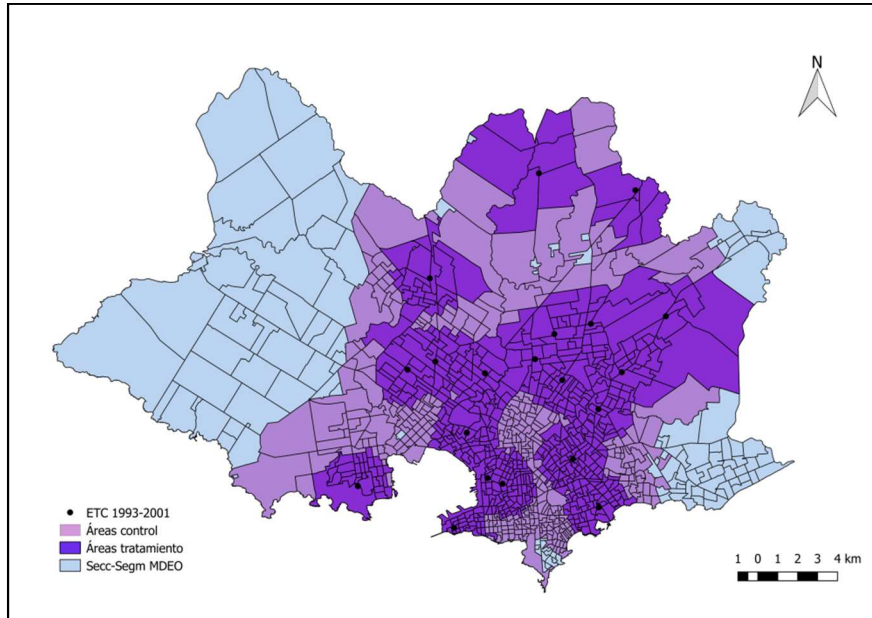 N
ETC 1993-2001
Áreas control
Áreas tratamiento
Secc-Segm MDEO
1 0 1 2 3 4 km